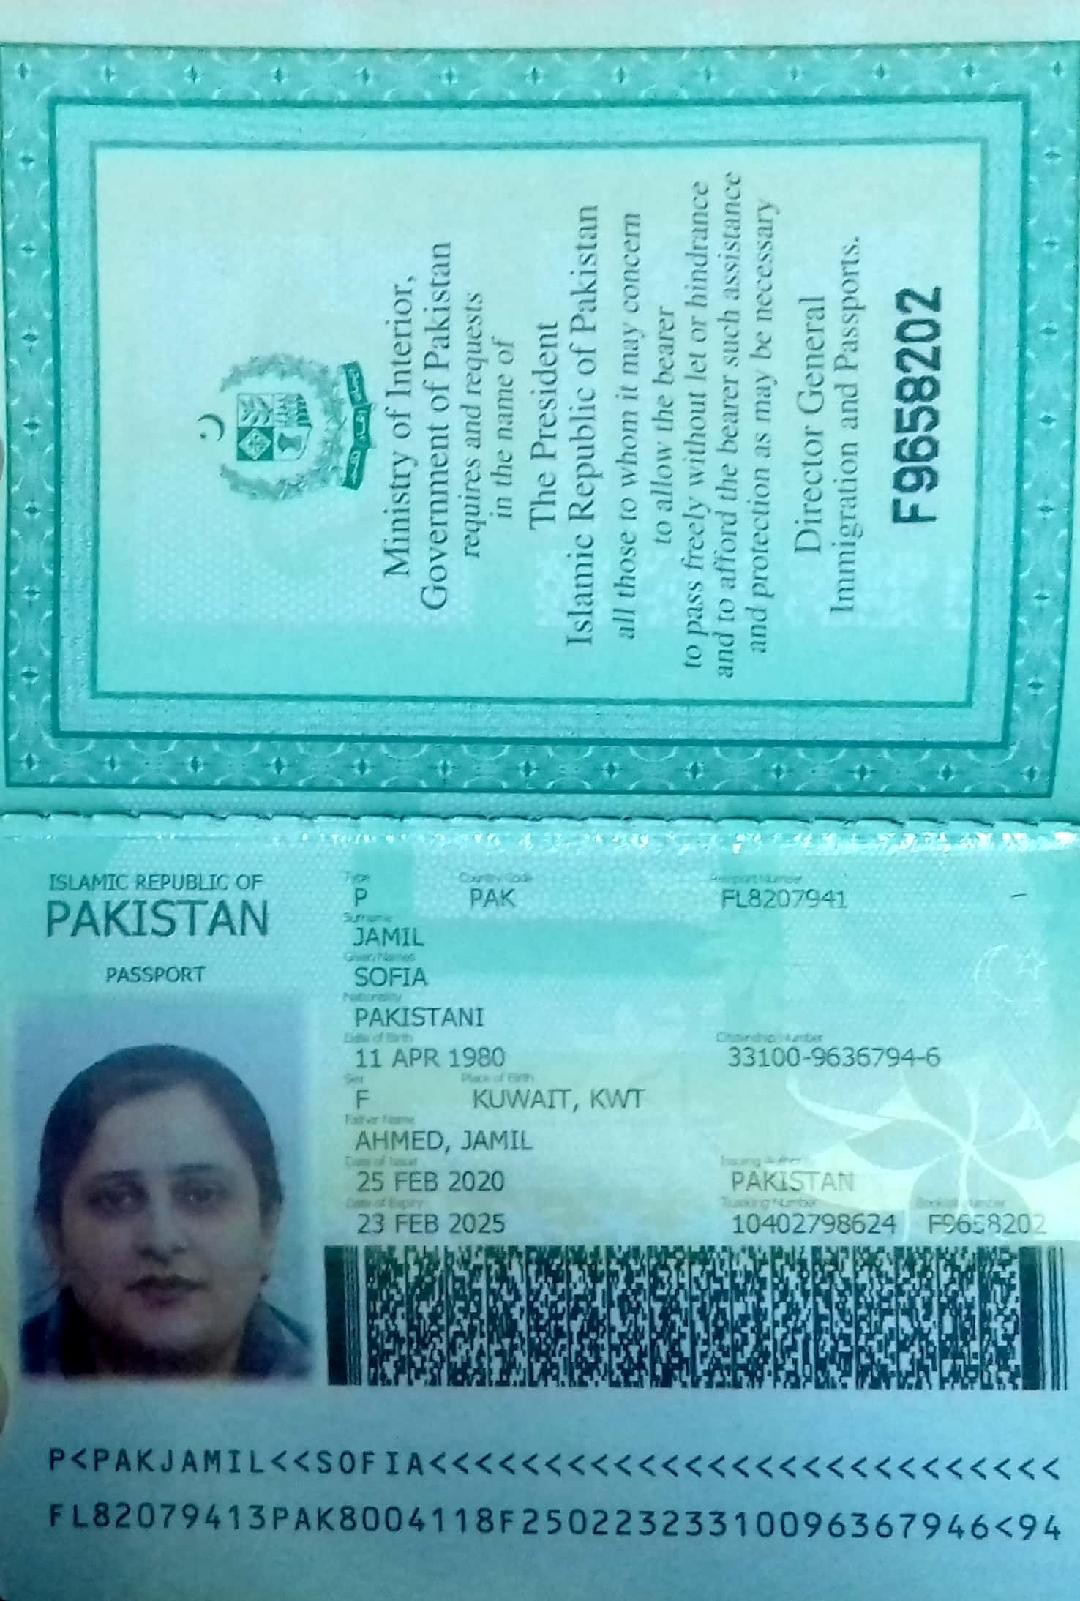 Ministry of Interior,
Government of Pakistan
requires and requests
in the name of
The President
Islamic Republic of Pakistan
all those to whom it may concern
to allow the bearer
to pass freely without let or hindrance
and to afford the bearer such assistance
and protection as may be necessary
Director General
Immigration and Passports.
F9658202
ISLAMIC REPUBLIC OF
PAKISTAN
PASSPORT
Type Country Code Passport Number
P PAK FL8207941
Surname
JAMIL
Given Names
SOFIA
Nationality
PAKISTANI
Date of Birth Citizenship Number
11 APR 1980 33100-9636794-6
Sex Place of Birth
F KUWAIT, KWT
Father Name
AHMED, JAMIL
Date of Issue Issuing Authority
25 FEB 2020 PAKISTAN
Date of Expiry Tracking Number Booklet Number
23 FEB 2025 10402798624 F9658202
P<PAKJAMIL<<SOFIA<<<<<<<<<<<<<<<<<<<<<<<<<<<
FL82079413PAK8004118F2502232331009636​7946<94